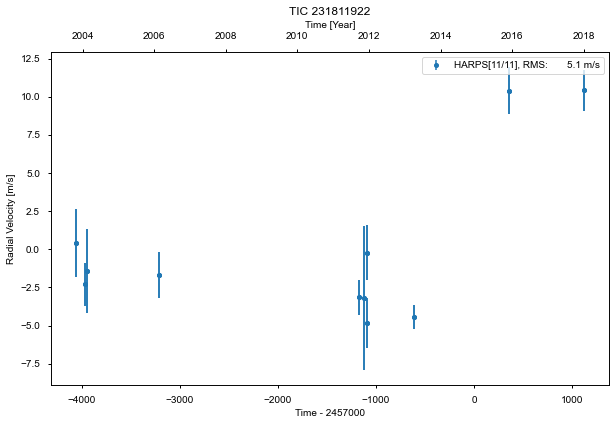 TIC 231811922
Time [Year]
2004 2006 2008 2010 2012 2014 2016 2018
HARPS[11/11], RMS: 5.1 m/s
12.5
10.0
7.5
5.0
2.5
0.0
−2.5
−5.0
−7.5
Radial Velocity [m/s]
−4000 −3000 −2000 −1000 0 1000
Time - 2457000